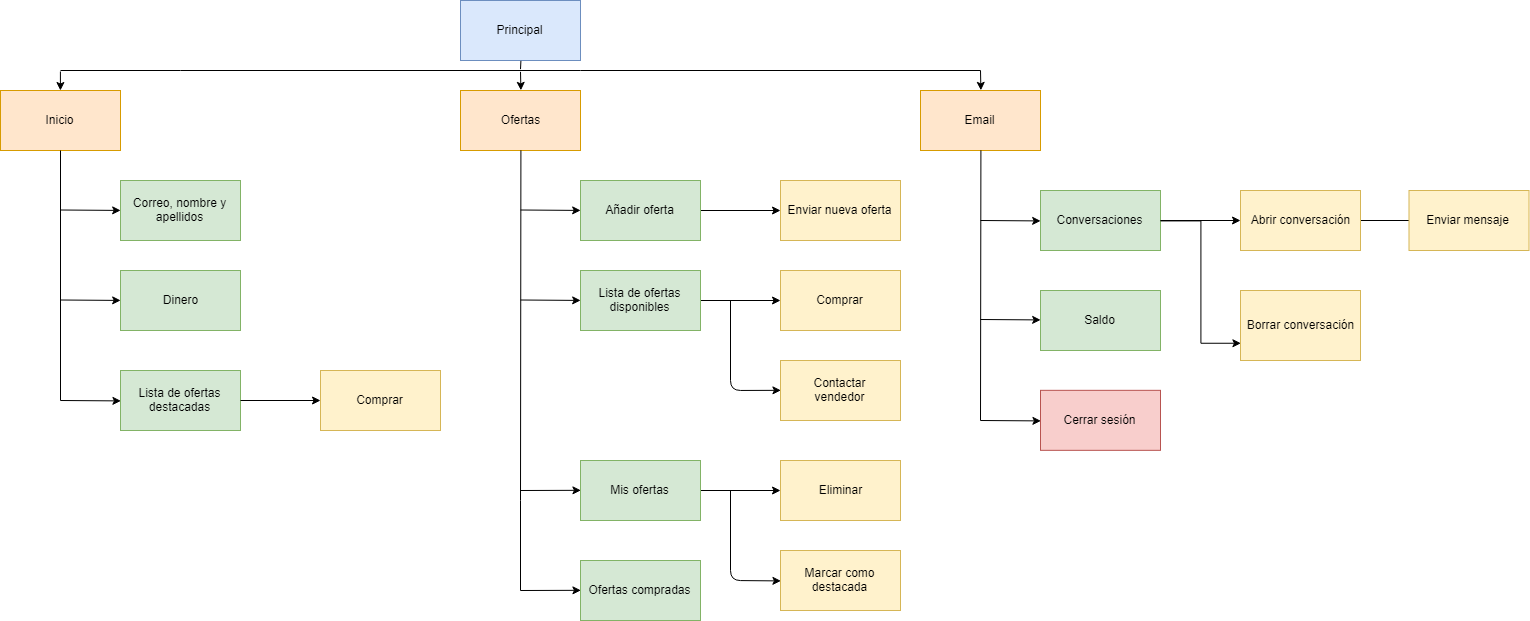 Principal
Inicio
Ofertas
Email
Correo, nombre y
apellidos
Dinero
Lista de ofertas
destacadas
Comprar
Añadir oferta
Enviar nueva oferta
Lista de ofertas
disponibles
Comprar
Contactar
vendedor
Mis ofertas
Eliminar
Marcar como
destacada
Ofertas compradas
Conversaciones
Abrir conversación
Enviar mensaje
Borrar conversación
Saldo
Cerrar sesión